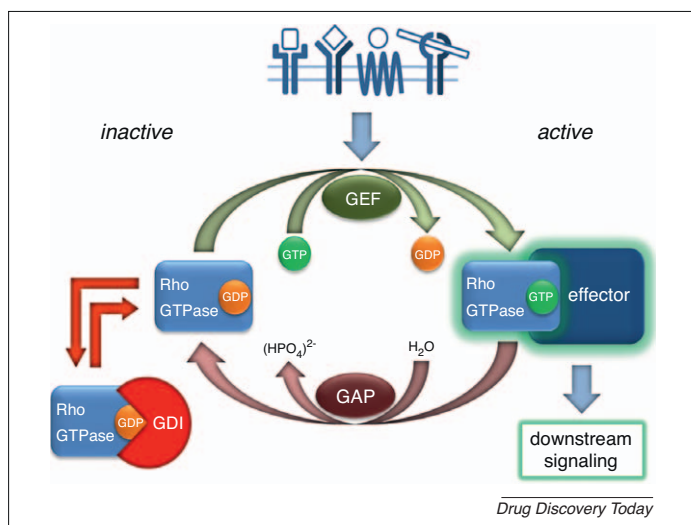 inactive
active
GEF
GTP
GDP
Rho
GTPase
GDP
Rho
GTPase
GTP
effector
(HPO₄)²⁻
H₂O
GAP
Rho
GTPase
GDP
GDI
downstream
signaling
Drug Discovery Today